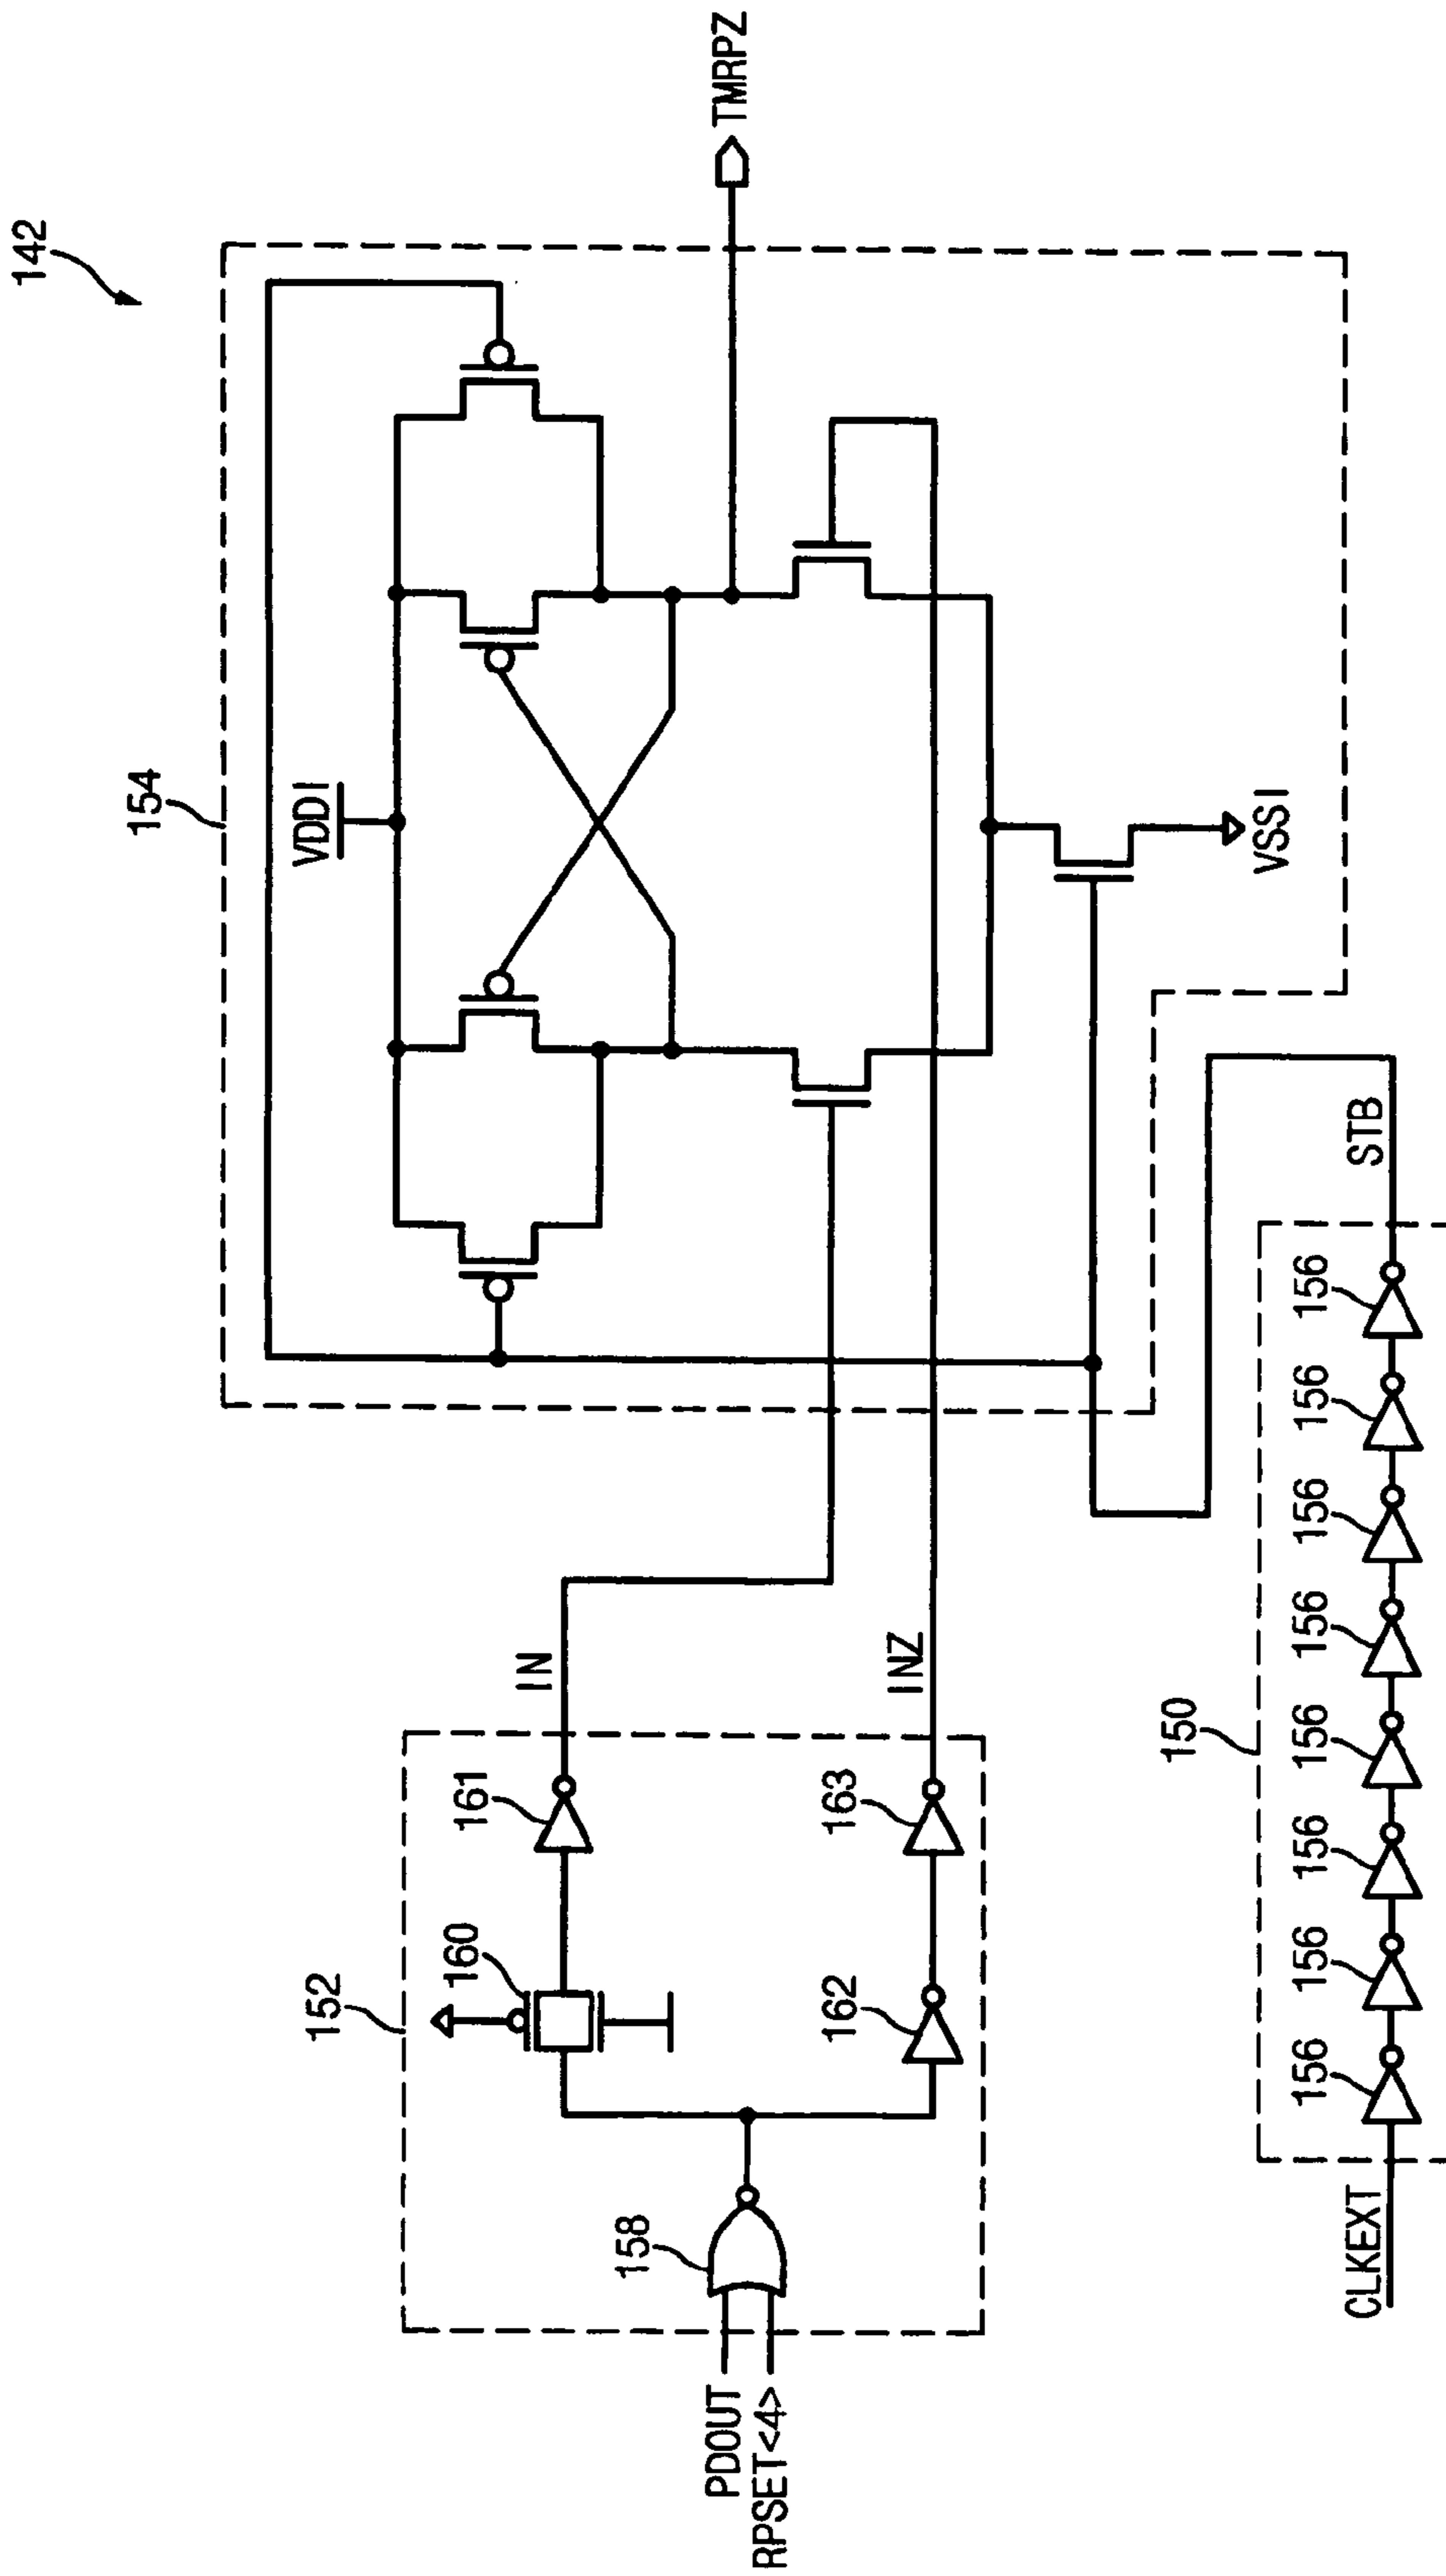 142
154
VDDI
TMRPZ
VSSI
152
160
161
IN
158
PDOUT
RPSET<4>
162
163
INZ
150
STB
CLKEXT
156
156
156
156
156
156
156
156